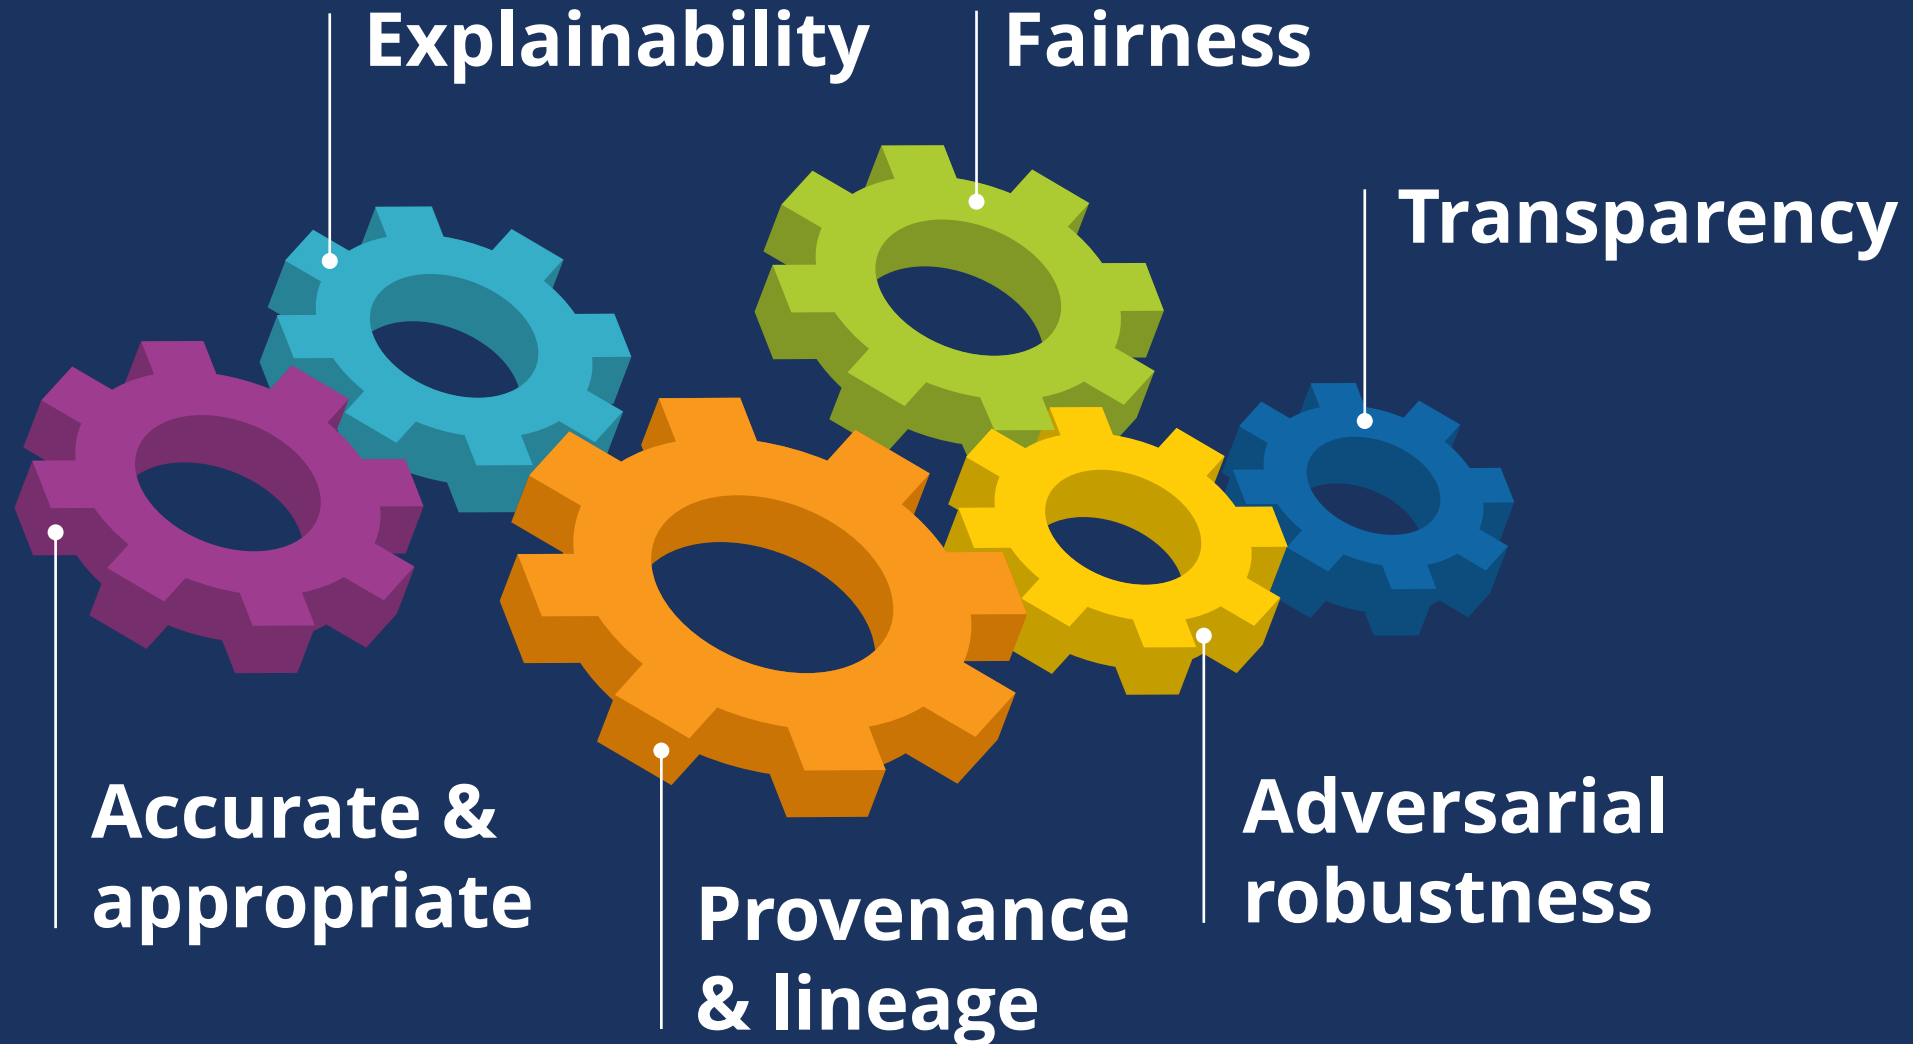 Explainability
Fairness
Transparency
Accurate &
appropriate
Provenance
& lineage
Adversarial
robustness